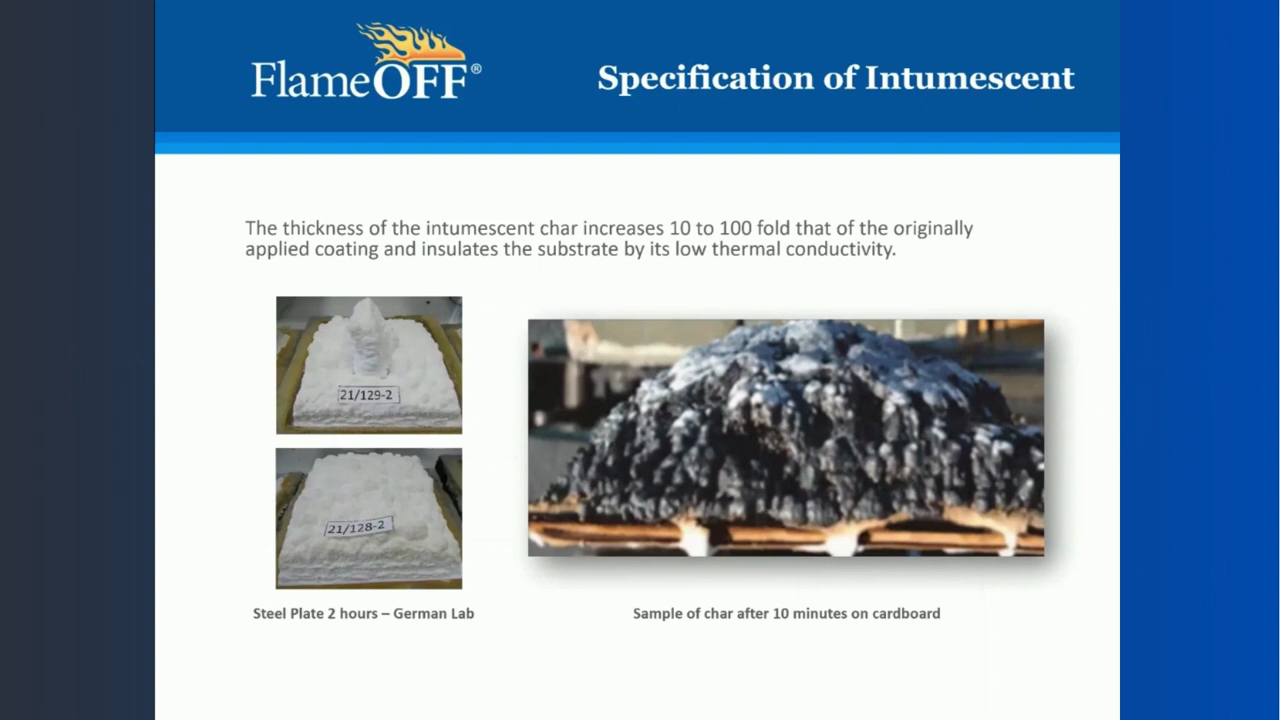 FlameOFF®
Specification of Intumescent
The thickness of the intumescent char increases 10 to 100 fold that of the originally
applied coating and insulates the substrate by its low thermal conductivity.
21/129-2
21/128-2
Steel Plate 2 hours – German Lab
Sample of char after 10 minutes on cardboard